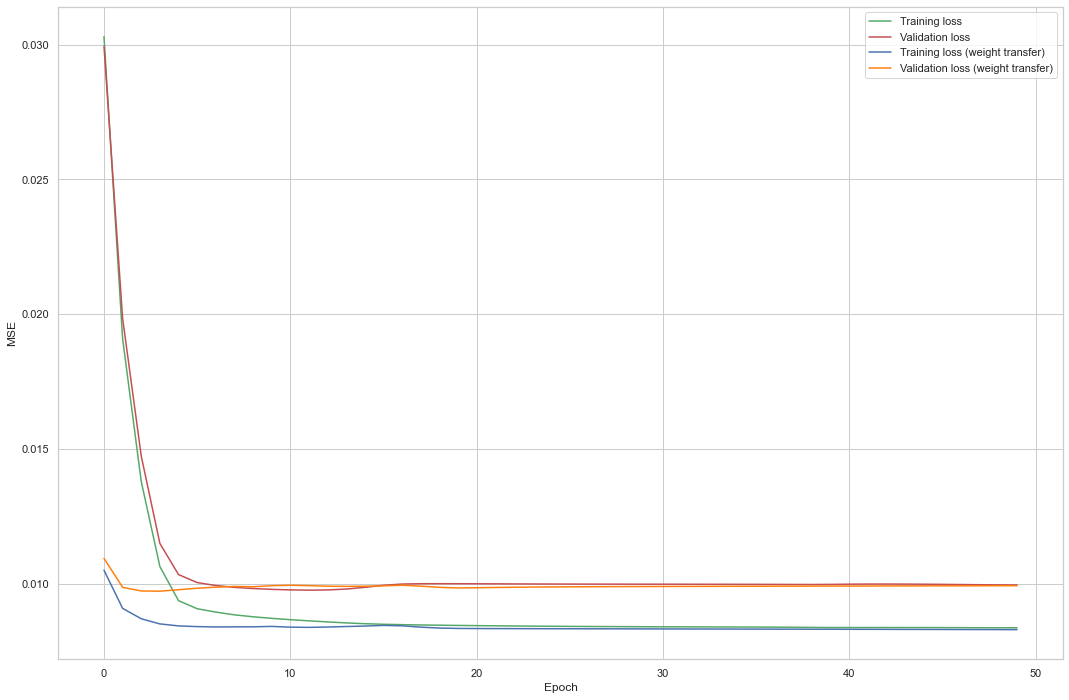 Training loss
Validation loss
Training loss (weight transfer)
Validation loss (weight transfer)
0.030
0.025
0.020
0.015
0.010
MSE
0
10
20
30
40
50
Epoch